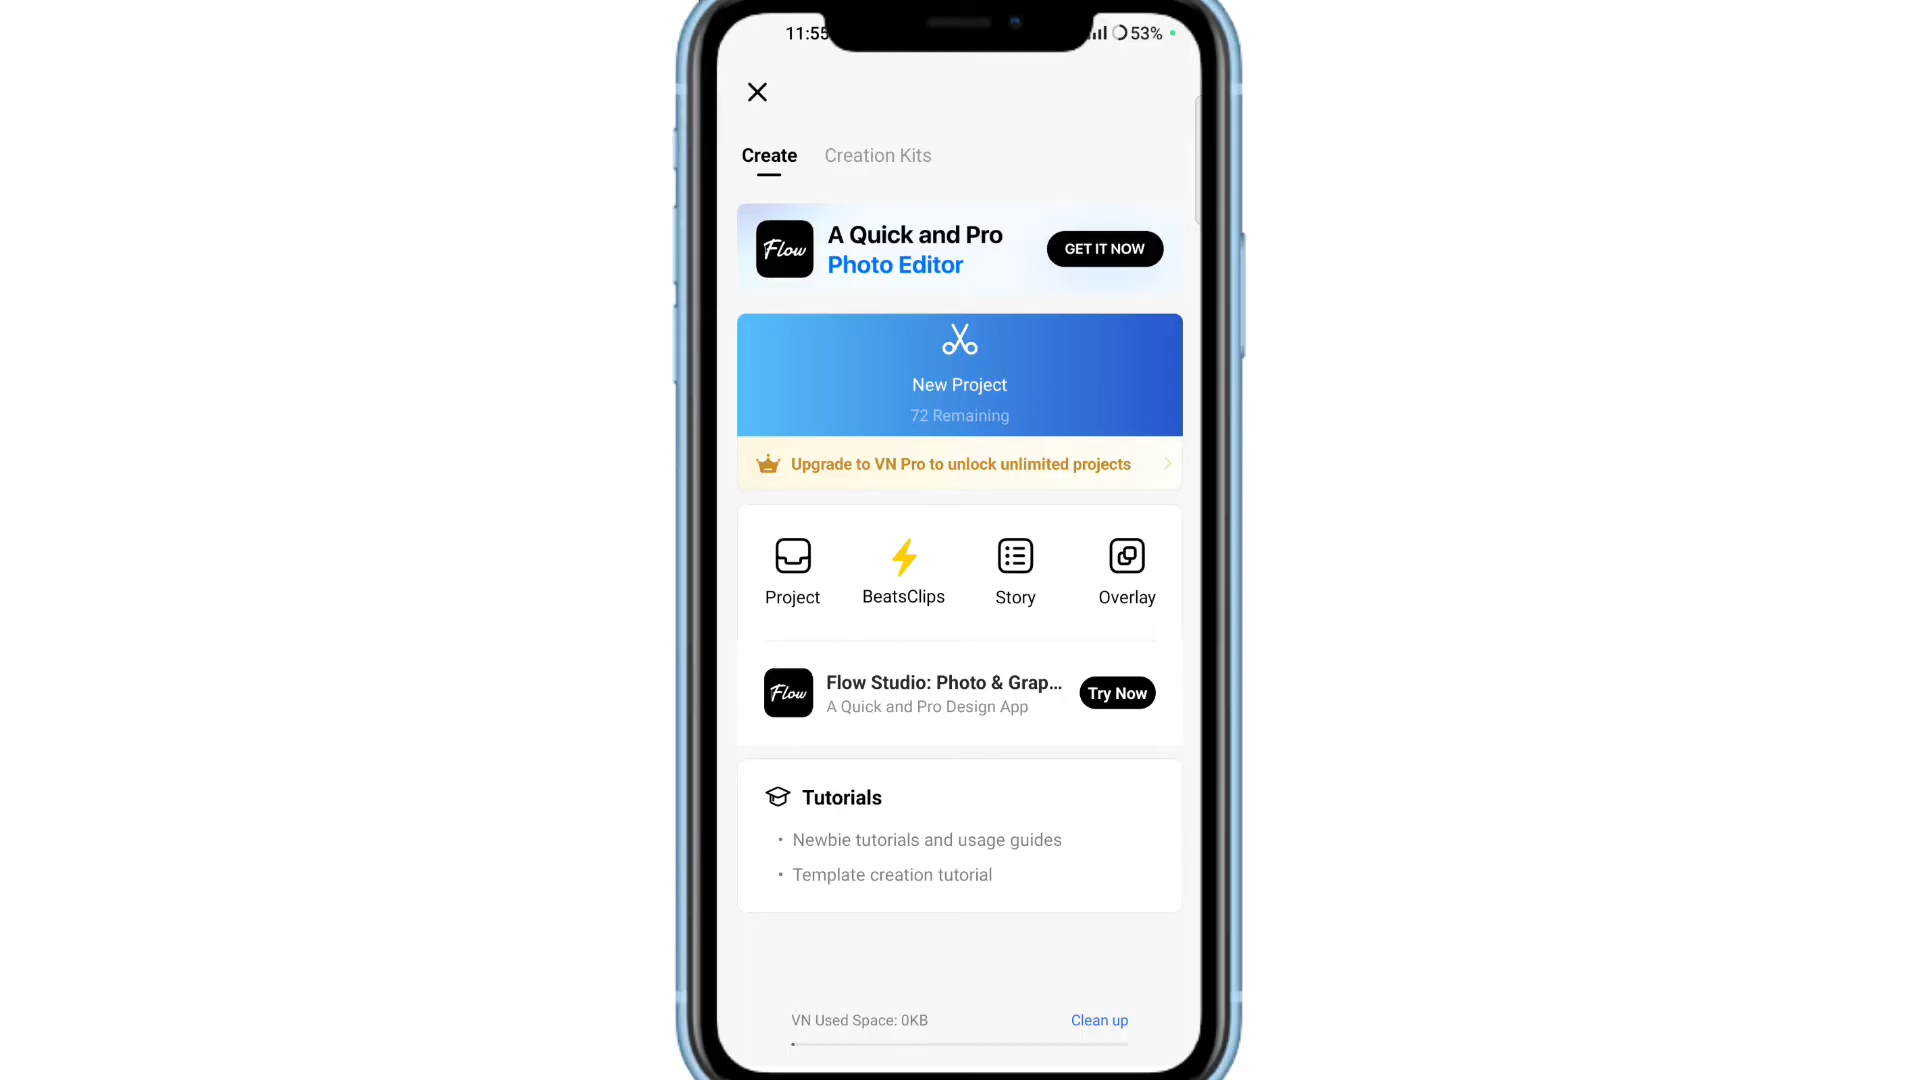 11:55
53%
Create Creation Kits
Flow
A Quick and Pro
Photo Editor
GET IT NOW
New Project
72 Remaining
Upgrade to VN Pro to unlock unlimited projects
Project BeatsClips Story Overlay
Flow
Flow Studio: Photo & Grap...
A Quick and Pro Design App
Try Now
Tutorials
• Newbie tutorials and usage guides
• Template creation tutorial
VN Used Space: 0KB Clean up